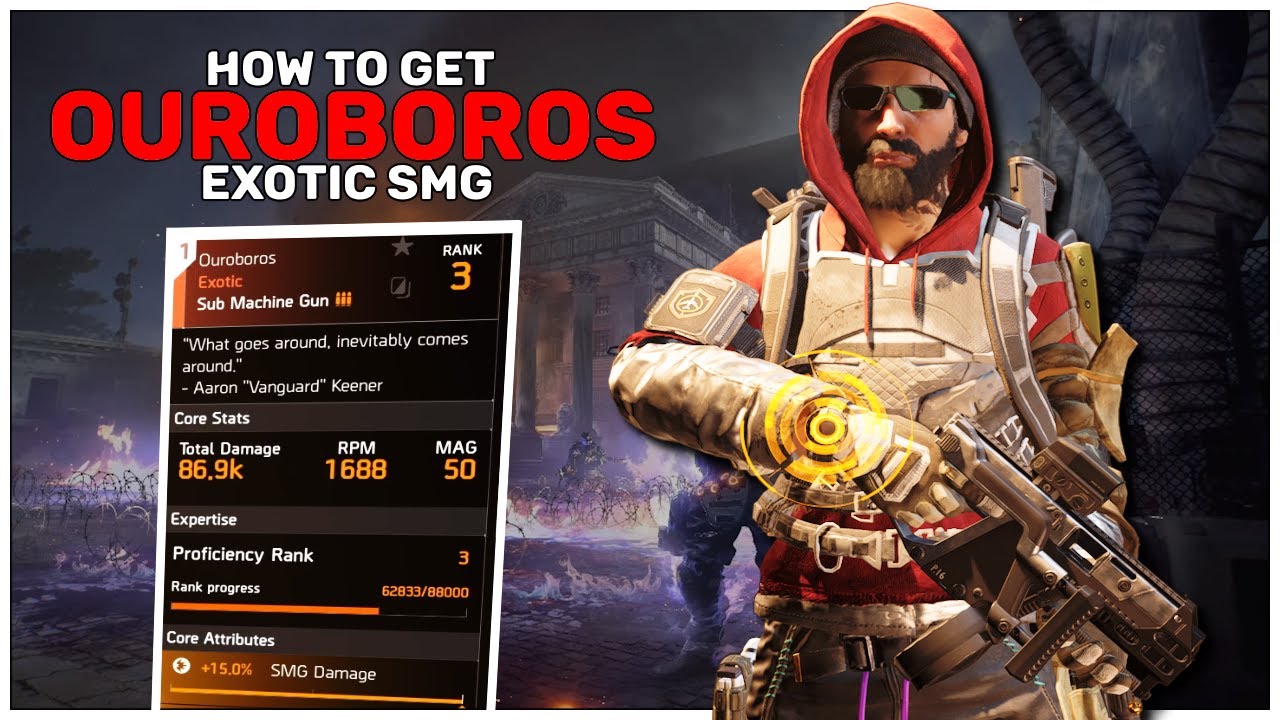 HOW TO GET
OUROBOROS
EXOTIC SMG
1
Ouroboros
Exotic
Sub Machine Gun
RANK
3
"What goes around, inevitably comes
around."
- Aaron "Vanguard" Keener
Core Stats
Total Damage RPM MAG
86.9k 1688 50
Expertise
Proficiency Rank 3
Rank progress 62833/88000
Core Attributes
+15.0% SMG Damage
P16